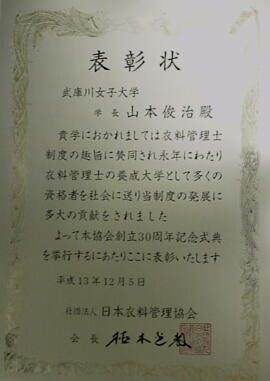 表彰状
武庫川女子大学
学長 山本俊治殿
貴学におかれましては衣料管理士
制度の趣旨に賛同され永年にわたり
衣料管理士の養成大学として多くの
資格者を社会に送り当制度の発展に
多大の貢献をされました
よって本協会創立30周年記念式典
を挙行するにあたりここに表彰いたします
平成13年12月5日
社団法人 日本衣料管理協会
会長